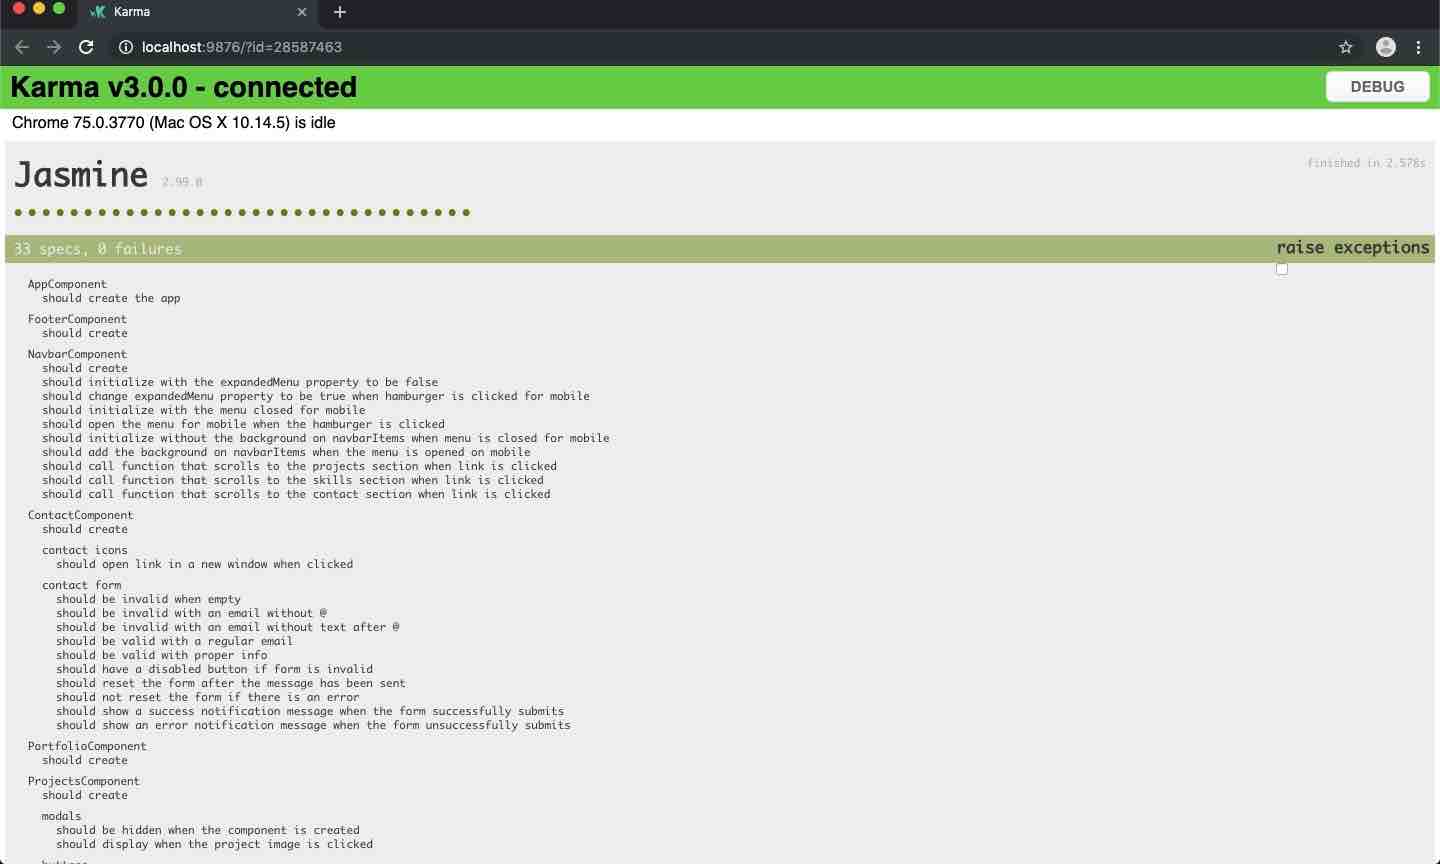 Karma
localhost:9876/?id=28587463
Karma v3.0.0 - connected
DEBUG
Chrome 75.0.3770 (Mac OS X 10.14.5) is idle
Jasmine 2.99.0
finished in 2.578s
33 specs, 0 failures
raise exceptions
AppComponent
should create the app
FooterComponent
should create
NavbarComponent
should create
should initialize with the expandedMenu property to be false
should change expandedMenu property to be true when hamburger is clicked for mobile
should initialize with the menu closed for mobile
should open the menu for mobile when the hamburger is clicked
should initialize without the background on navbarItems when menu is closed for mobile
should add the background on navbarItems when the menu is opened on mobile
should call function that scrolls to the projects section when link is clicked
should call function that scrolls to the skills section when link is clicked
should call function that scrolls to the contact section when link is clicked
ContactComponent
should create
contact icons
should open link in a new window when clicked
contact form
should be invalid when empty
should be invalid with an email without @
should be invalid with an email without text after @
should be valid with a regular email
should be valid with proper info
should have a disabled button if form is invalid
should reset the form after the message has been sent
should not reset the form if there is an error
should show a success notification message when the form successfully submits
should show an error notification message when the form unsuccessfully submits
PortfolioComponent
should create
ProjectsComponent
should create
modals
should be hidden when the component is created
should display when the project image is clicked